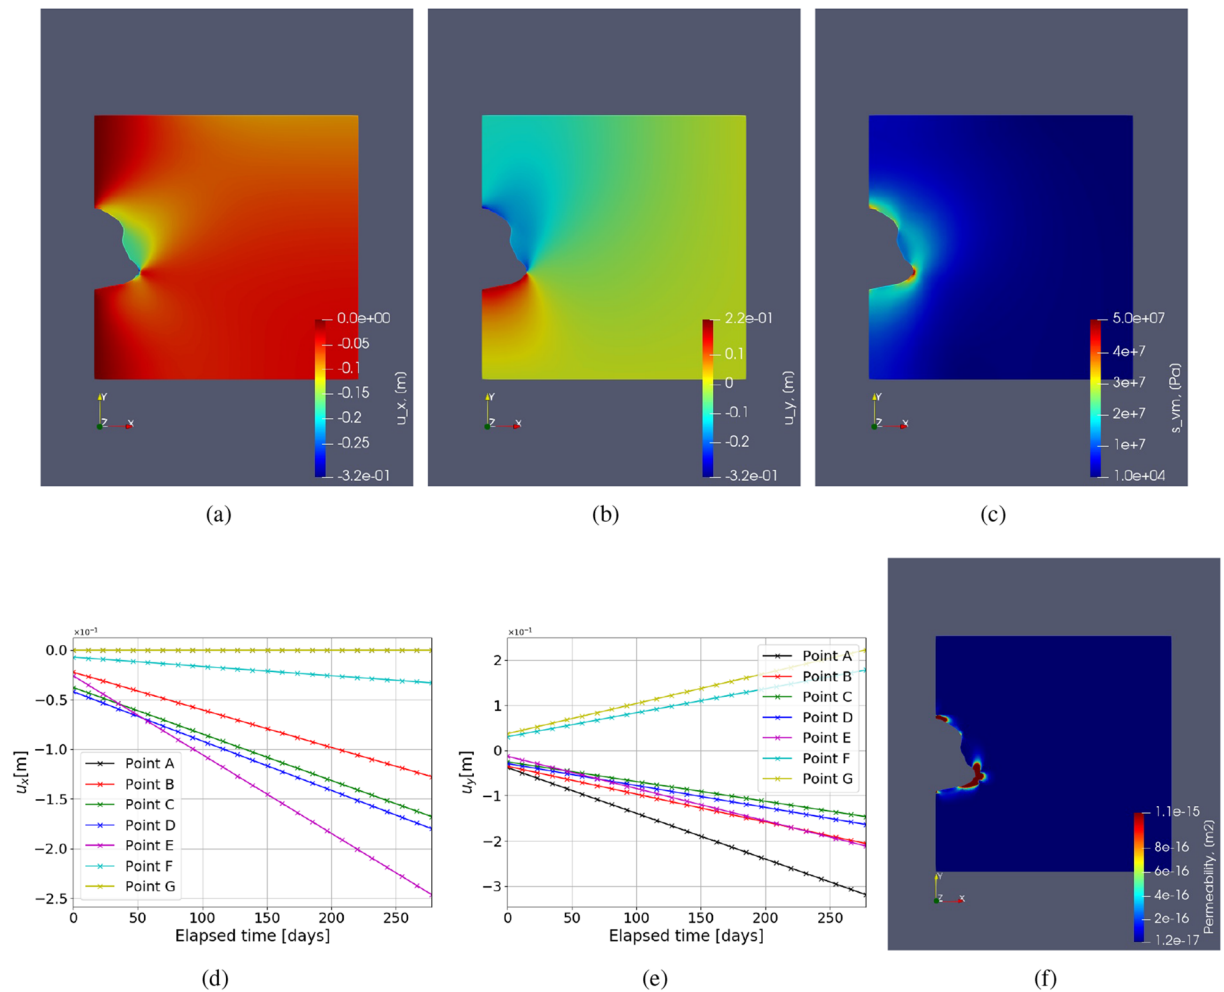 0.0e+00
-0.05
-0.1
-0.15
-0.2
-0.25
-3.2e-01
u_x, (m)
Y
Z
X
2.2e-01
0.1
0
-0.1
-0.2
-3.2e-01
u_y, (m)
Y
Z
X
5.0e+07
4e+7
3e+7
2e+7
1e+7
1.0e+04
s_vm, (Pa)
Y
Z
X
(a)
(b)
(c)
×10⁻¹
0.0
−0.5
−1.0
−1.5
−2.0
−2.5
uₓ[m]
Point A
Point B
Point C
Point D
Point E
Point F
Point G
0 50 100 150 200 250
Elapsed time [days]
×10⁻¹
2
1
0
−1
−2
−3
u_y[m]
Point A
Point B
Point C
Point D
Point E
Point F
Point G
0 50 100 150 200 250
Elapsed time [days]
1.1e-15
8e-16
6e-16
4e-16
2e-16
1.2e-17
Permeability, (m2)
Y
Z
X
(d)
(e)
(f)